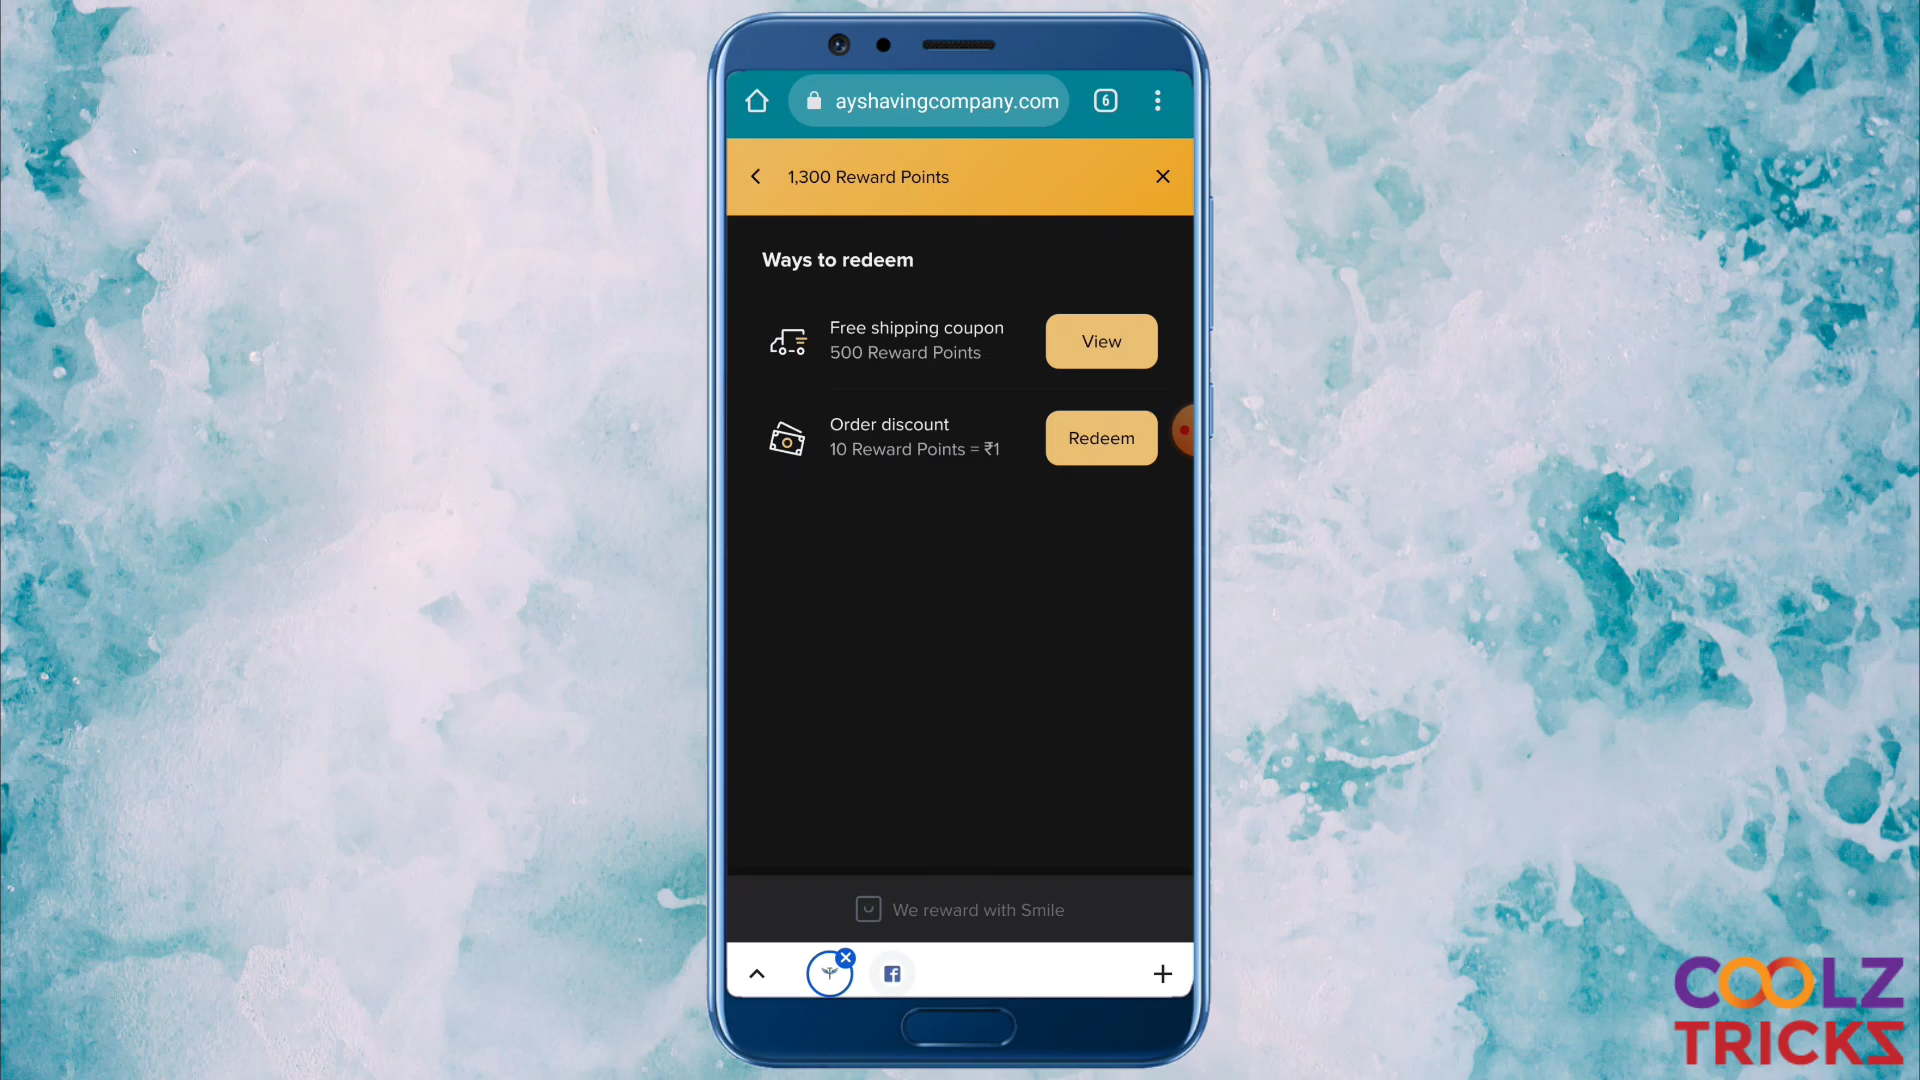 ayshavingcompany.com
6
1,300 Reward Points
Ways to redeem
Free shipping coupon
500 Reward Points
View
Order discount
10 Reward Points = ₹1
Redeem
We reward with Smile
COOLZ
TRICKS